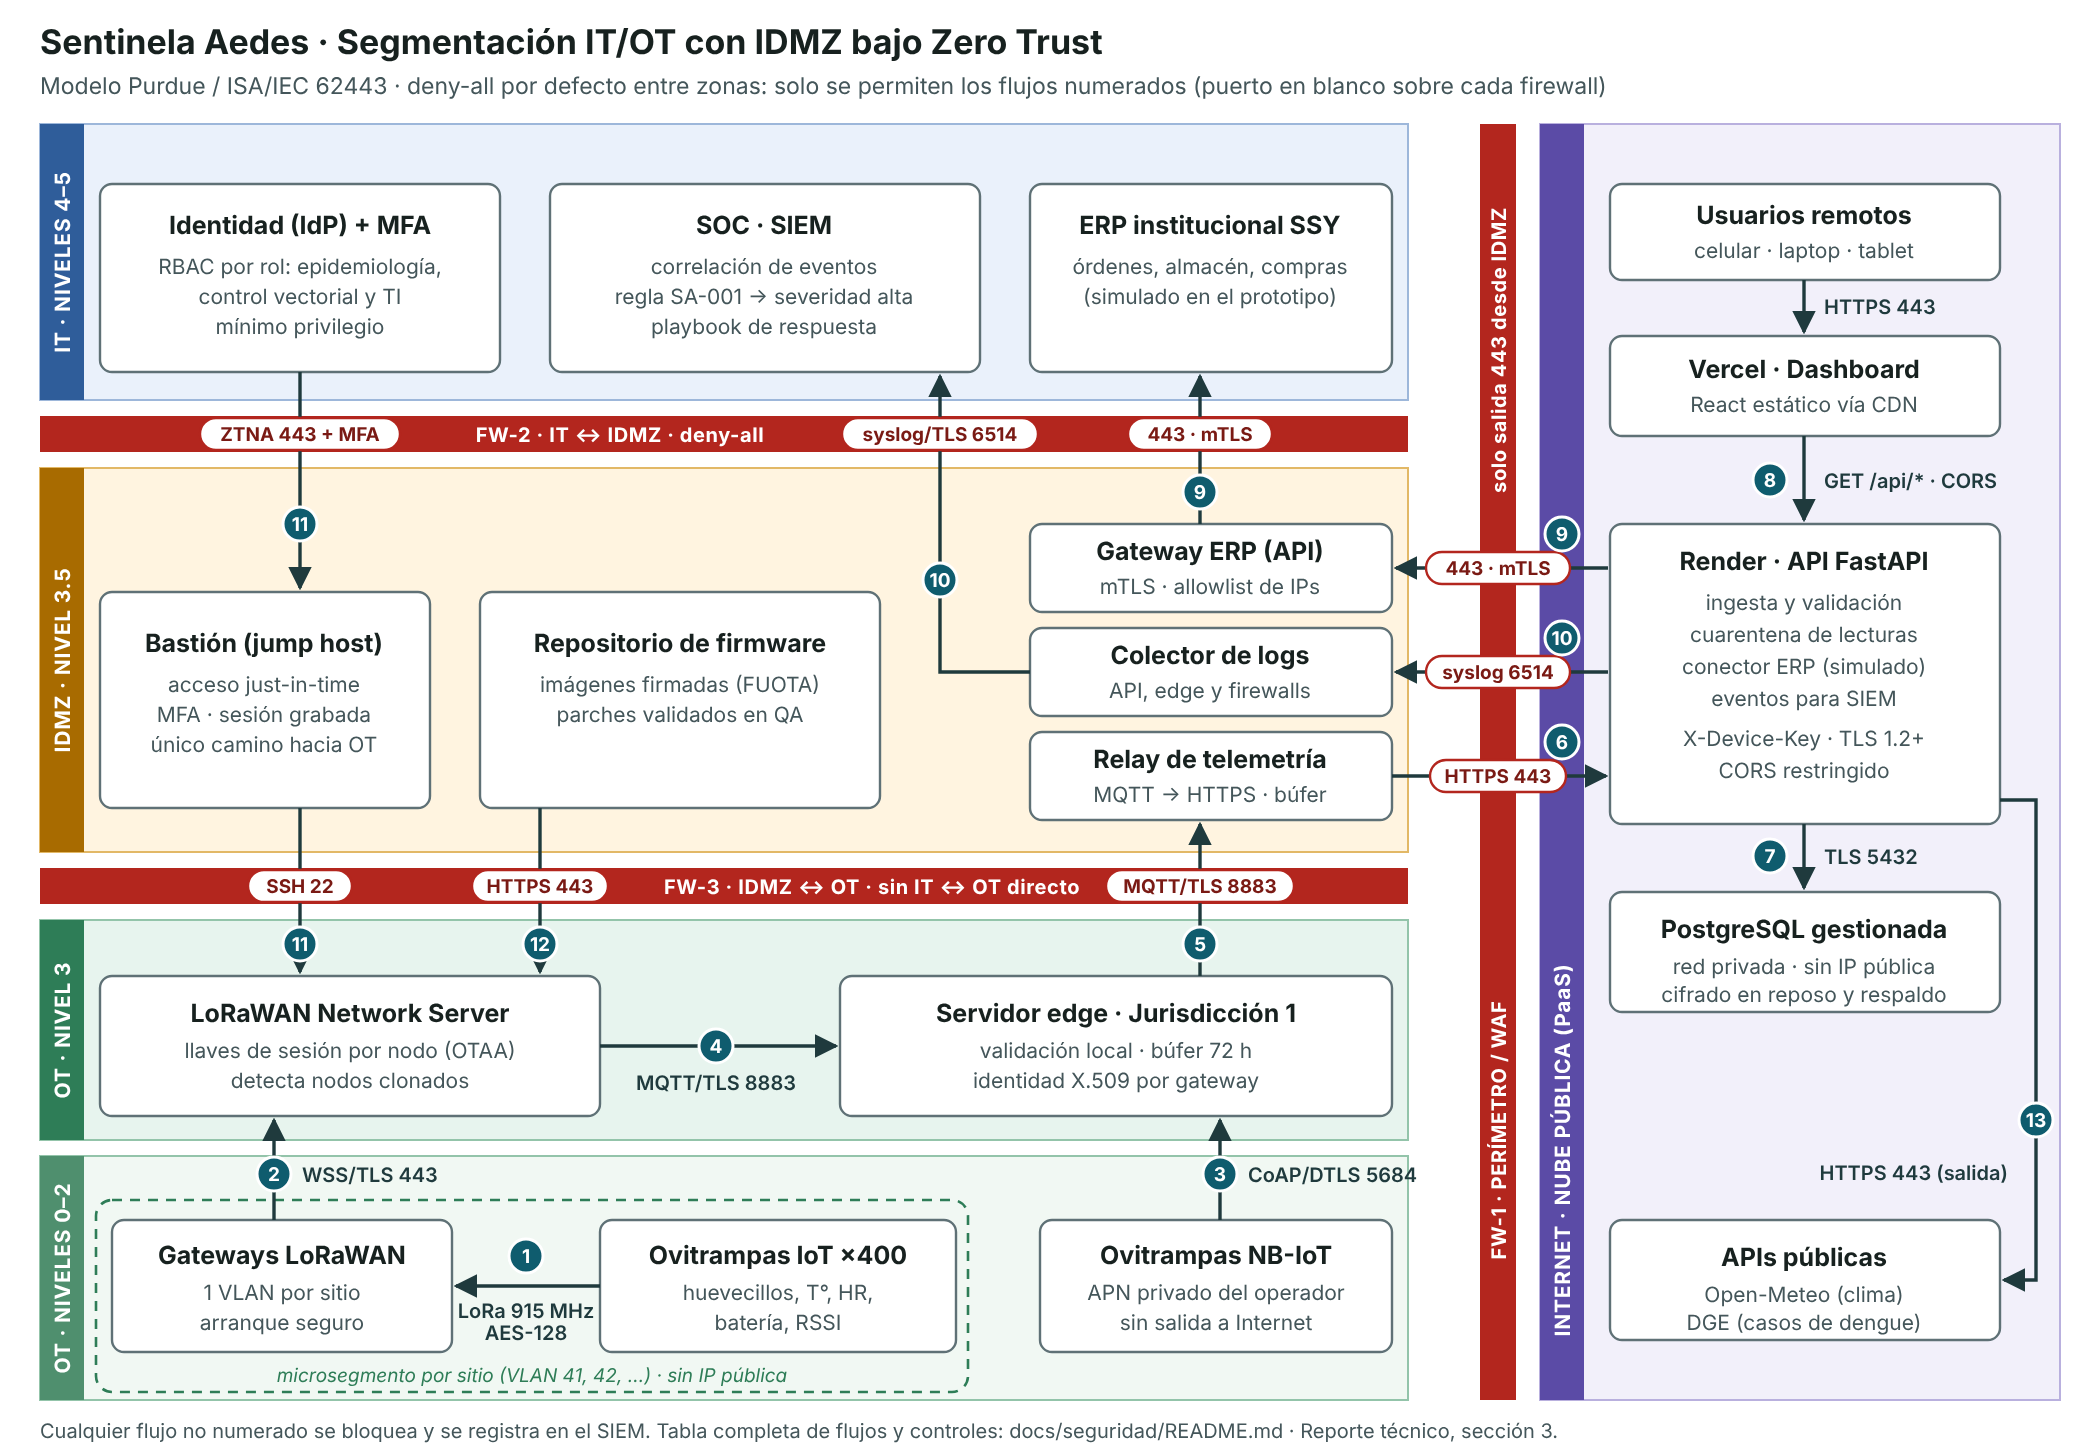 Sentinela Aedes · Segmentación IT/OT con IDMZ bajo Zero Trust
Modelo Purdue / ISA/IEC 62443 · deny-all por defecto entre zonas: solo se permiten los flujos numerados (puerto en blanco sobre cada firewall)
IT · NIVELES 4–5
Identidad (IdP) + MFA
RBAC por rol: epidemiología,
control vectorial y TI
mínimo privilegio
SOC · SIEM
correlación de eventos
regla SA-001 → severidad alta
playbook de respuesta
ERP institucional SSY
órdenes, almacén, compras
(simulado en el prototipo)
ZTNA 443 + MFA
FW-2 · IT ↔ IDMZ · deny-all
syslog/TLS 6514
443 · mTLS
IDMZ · NIVEL 3.5
11
10
9
Bastión (jump host)
acceso just-in-time
MFA · sesión grabada
único camino hacia OT
Repositorio de firmware
imágenes firmadas (FUOTA)
parches validados en QA
Gateway ERP (API)
mTLS · allowlist de IPs
Colector de logs
API, edge y firewalls
Relay de telemetría
MQTT → HTTPS · búfer
SSH 22
HTTPS 443
FW-3 · IDMZ ↔ OT · sin IT ↔ OT directo
MQTT/TLS 8883
OT · NIVEL 3
11
12
5
LoRaWAN Network Server
llaves de sesión por nodo (OTAA)
detecta nodos clonados
4
MQTT/TLS 8883
Servidor edge · Jurisdicción 1
validación local · búfer 72 h
identidad X.509 por gateway
OT · NIVELES 0–2
2
WSS/TLS 443
3
CoAP/DTLS 5684
Gateways LoRaWAN
1 VLAN por sitio
arranque seguro
1
LoRa 915 MHz
AES-128
Ovitrampas IoT ×400
huevecillos, T°, HR,
batería, RSSI
microsegmento por sitio (VLAN 41, 42, ...) · sin IP pública
Ovitrampas NB-IoT
APN privado del operador
sin salida a Internet
solo salida 443 desde IDMZ
FW-1 · PERÍMETRO / WAF
9
443 · mTLS
10
syslog 6514
6
HTTPS 443
INTERNET · NUBE PÚBLICA (PaaS)
Usuarios remotos
celular · laptop · tablet
HTTPS 443
Vercel · Dashboard
React estático vía CDN
8
GET /api/* · CORS
Render · API FastAPI
ingesta y validación
cuarentena de lecturas
conector ERP (simulado)
eventos para SIEM
X-Device-Key · TLS 1.2+
CORS restringido
7
TLS 5432
PostgreSQL gestionada
red privada · sin IP pública
cifrado en reposo y respaldo
13
HTTPS 443 (salida)
APIs públicas
Open-Meteo (clima)
DGE (casos de dengue)
Cualquier flujo no numerado se bloquea y se registra en el SIEM. Tabla completa de flujos y controles: docs/seguridad/README.md · Reporte técnico, sección 3.